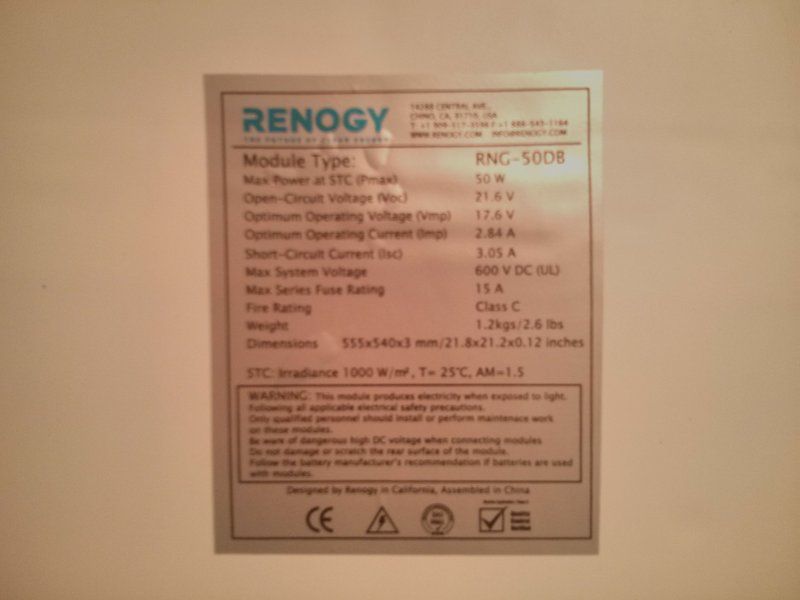 RENOGY
14288 CENTRAL AVE.,
CHINO, CA, 91710, USA
WWW.RENOGY.COM INFO@RENOGY.COM
THE FUTURE OF CLEAN ENERGY
Module Type: RNG-50DB
Max Power at STC (Pmax) 50 W
Open-Circuit Voltage (Voc) 21.6 V
Optimum Operating Voltage (Vmp) 17.6 V
Optimum Operating Current (Imp) 2.84 A
Short-Circuit Current (Isc) 3.05 A
Max System Voltage 600 V DC (UL)
Max Series Fuse Rating 15 A
Fire Rating Class C
Weight 1.2kgs/2.6 lbs
Dimensions 555x540x3 mm/21.8x21.2x0.12 inches
STC: Irradiance 1000 W/m², T= 25℃, AM=1.5
WARNING: This module produces electricity when exposed to light.
Following all applicable electrical safety precautions.
Only qualified personnel should install or perform maintenace work
on these modules.
Be ware of dangerous high DC voltage when connecting modules
Do not damage or scratch the rear surface of the module.
Follow the battery manufacturer's recommendation if batteries are used
with modules.
Designed by Renogy in California, Assembled in China
CE